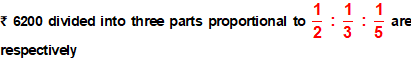 ₹ 6200 divided into three parts proportional to 1/2 : 1/3 : 1/5 are
respectively